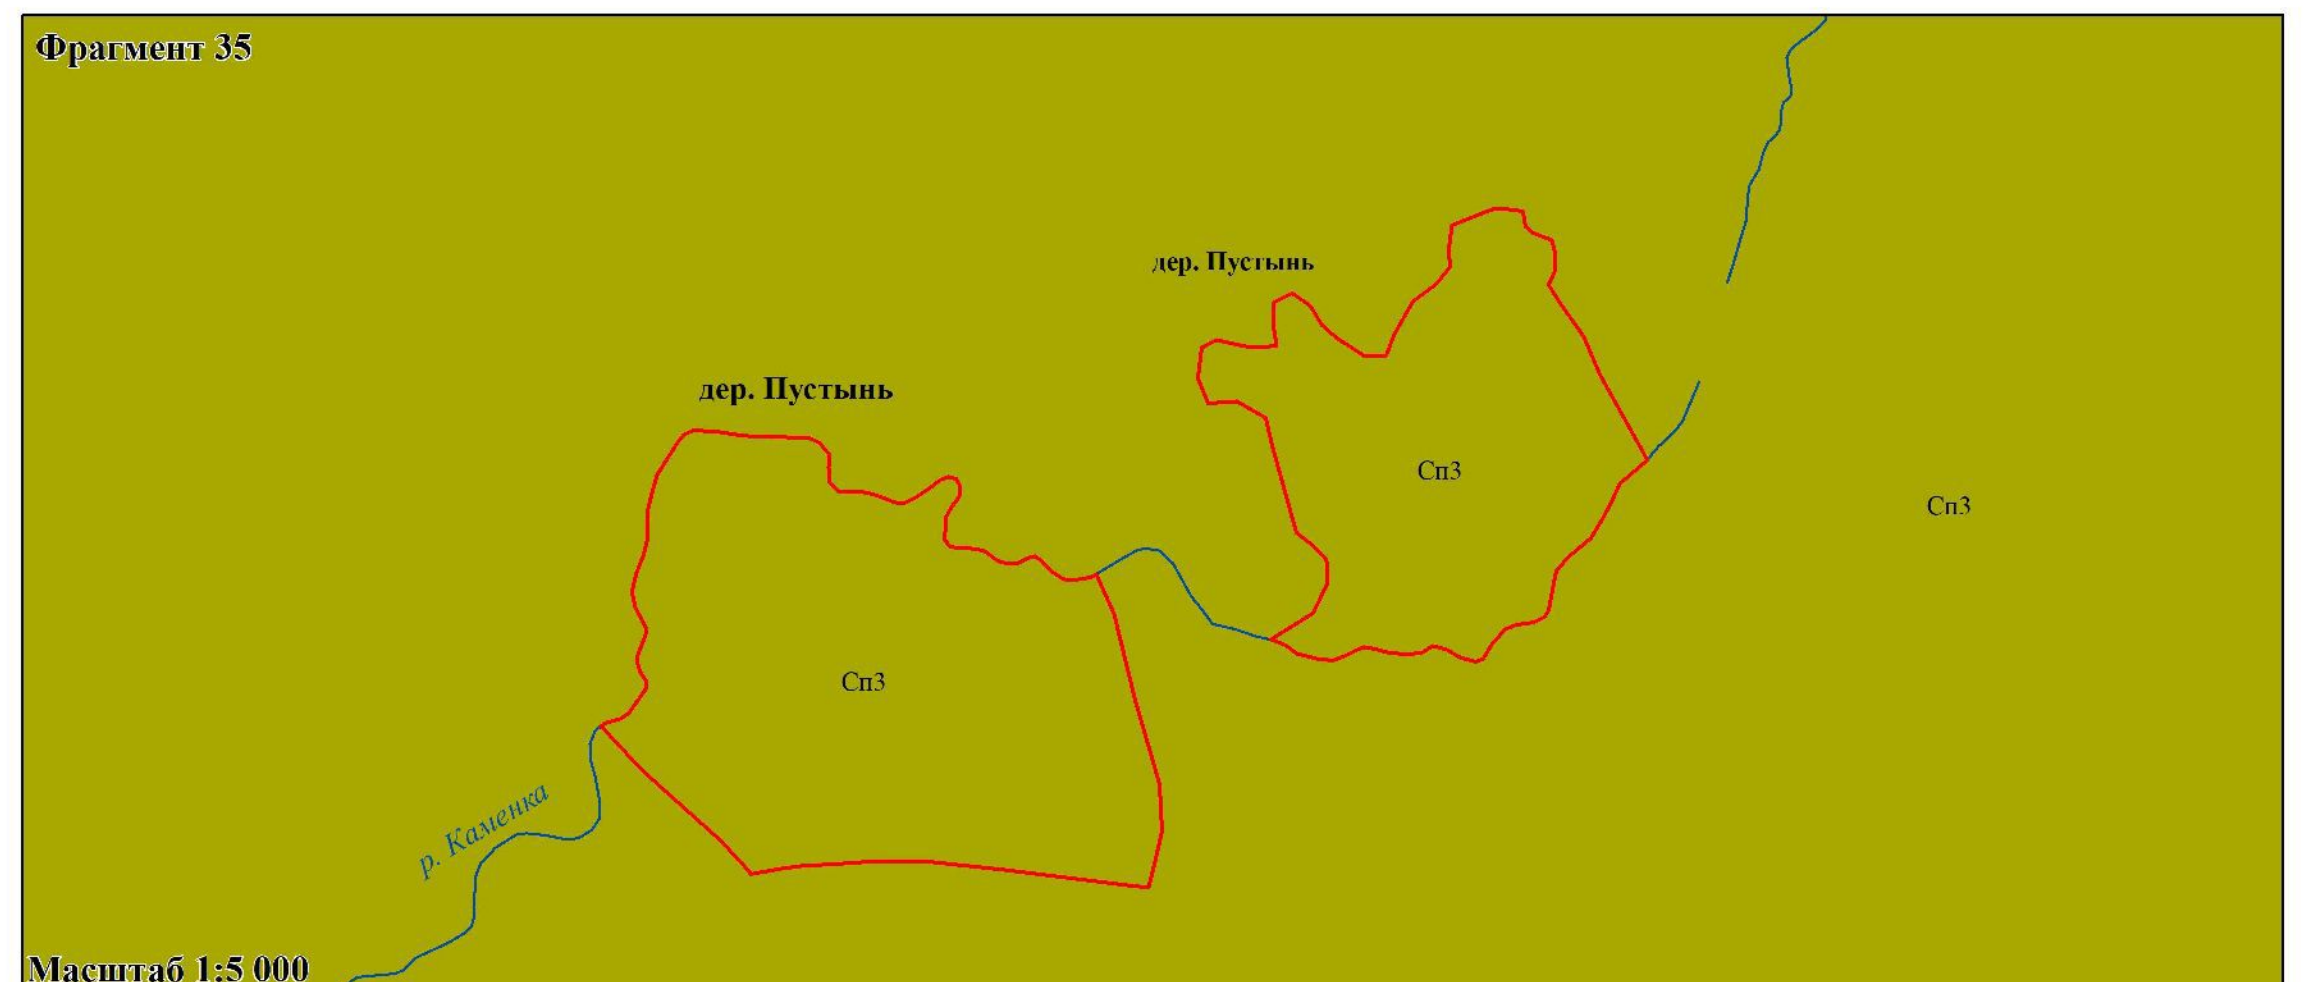 Фрагмент 35
дер. Пустынь
дер. Пустынь
Сп3
Сп3
Сп3
р. Каменка
Масштаб 1:5 000